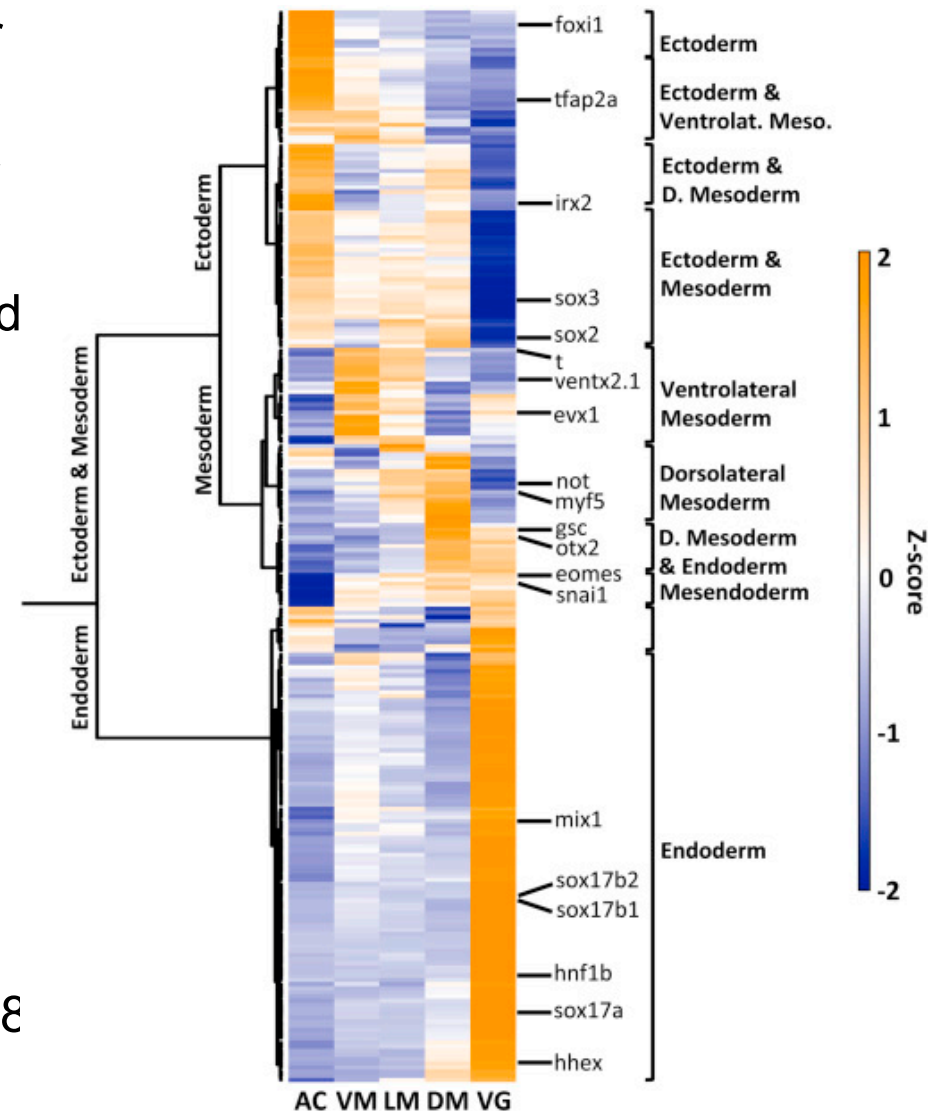 d
8
foxi1
tfap2a
irx2
sox3
sox2
t
ventx2.1
evx1
not
myf5
gsc
otx2
eomes
snai1
mix1
sox17b2
sox17b1
hnf1b
sox17a
hhex
Ectoderm
Ectoderm &
Ventrolat. Meso.
Ectoderm &
D. Mesoderm
Ectoderm &
Mesoderm
Ventrolateral
Mesoderm
Dorsolateral
Mesoderm
D. Mesoderm
& Endoderm
Mesendoderm
Endoderm
Ectoderm
Mesoderm
Ectoderm & Mesoderm
Endoderm
2
1
0
-1
-2
Z-score
AC VM LM DM VG